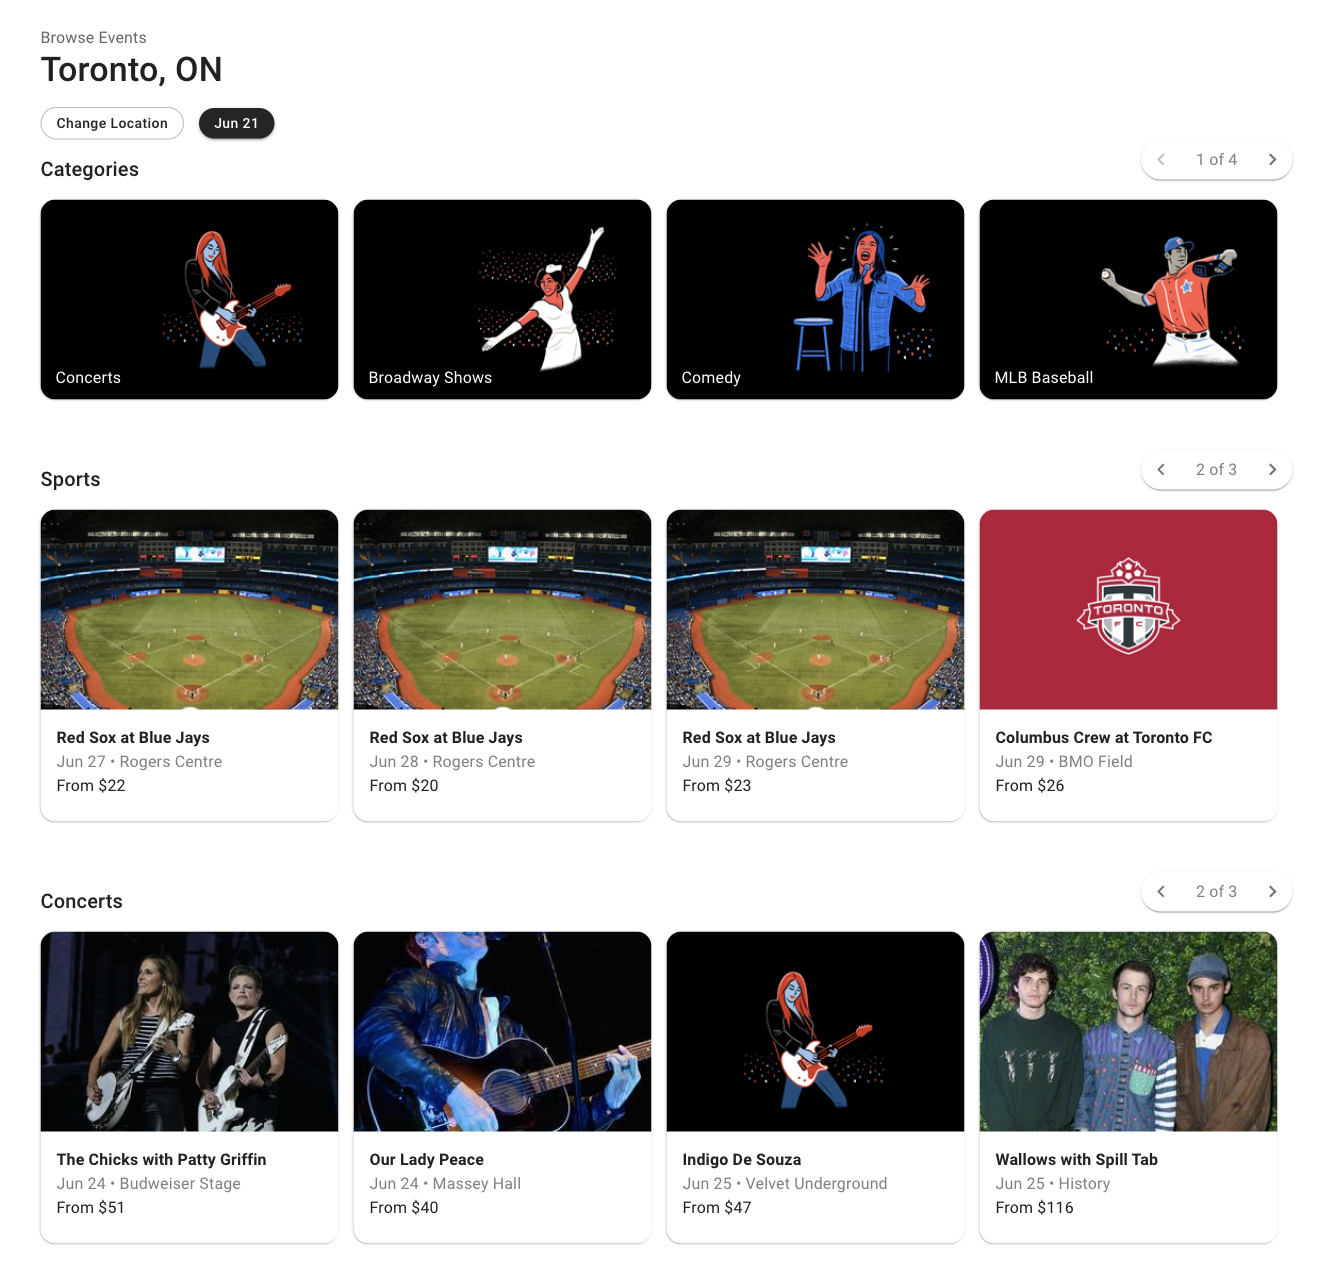 Browse Events
Toronto, ON
Change Location
Jun 21
Categories
1 of 4
Concerts
Broadway Shows
Comedy
MLB Baseball
Sports
2 of 3
TORONTO
F C
Red Sox at Blue Jays
Jun 27 • Rogers Centre
From $22
Red Sox at Blue Jays
Jun 28 • Rogers Centre
From $20
Red Sox at Blue Jays
Jun 29 • Rogers Centre
From $23
Columbus Crew at Toronto FC
Jun 29 • BMO Field
From $26
Concerts
2 of 3
The Chicks with Patty Griffin
Jun 24 • Budweiser Stage
From $51
Our Lady Peace
Jun 24 • Massey Hall
From $40
Indigo De Souza
Jun 25 • Velvet Underground
From $47
Wallows with Spill Tab
Jun 25 • History
From $116